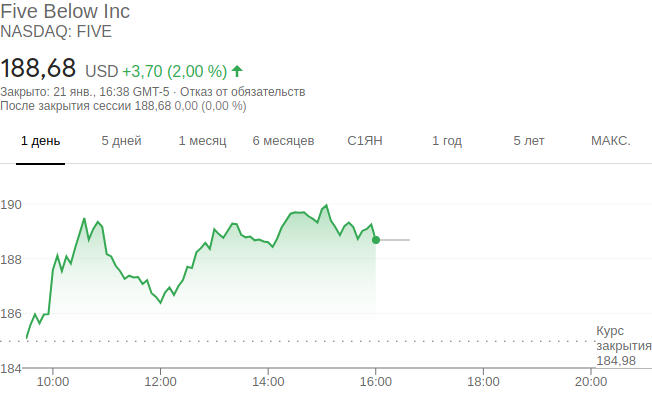 Five Below Inc
NASDAQ: FIVE
188,68 USD +3,70 (2,00 %)
Закрыто: 21 янв., 16:38 GMT-5 · Отказ от обязательств
После закрытия сессии 188,68 0,00 (0,00 %)
1 день 5 дней 1 месяц 6 месяцев С1ЯН 1 год 5 лет МАКС.
190
188
186
Курс
закрытия
184,98
184
10:00 12:00 14:00 16:00 18:00 20:00